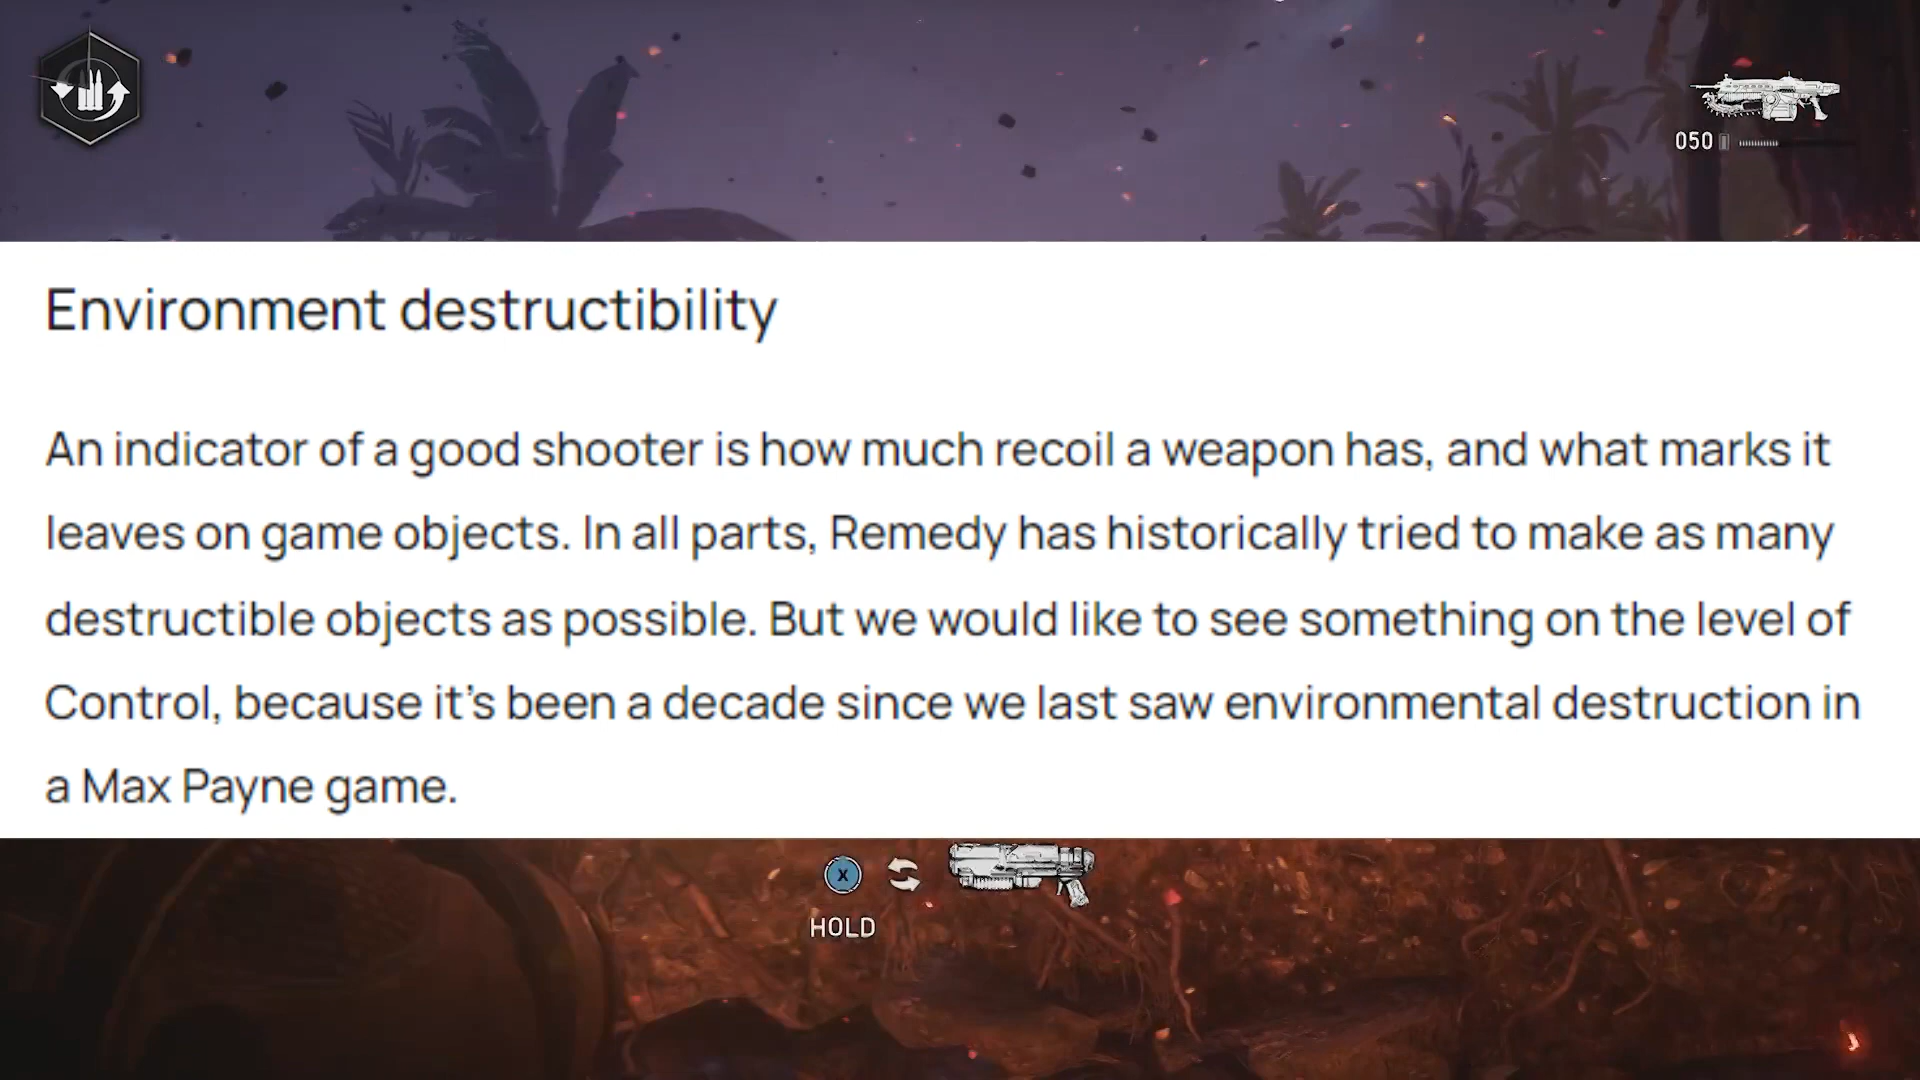 050
Environment destructibility
An indicator of a good shooter is how much recoil a weapon has, and what marks it
leaves on game objects. In all parts, Remedy has historically tried to make as many
destructible objects as possible. But we would like to see something on the level of
Control, because it’s been a decade since we last saw environmental destruction in
a Max Payne game.
X
HOLD